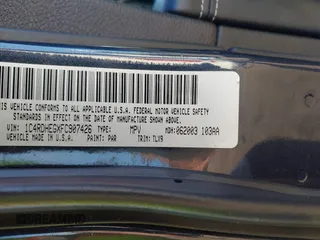 THIS VEHICLE CONFORMS TO ALL APPLICABLE U.S.A. FEDERAL MOTOR VEHICLE SAFETY
STANDARDS IN EFFECT ON THE DATE OF MANUFACTURE SHOWN ABOVE.
VIN: 1C4RDHEGXFC907426 TYPE: MPV MDH: 062003 103AA
VEHICLE MADE IN U.S.A. PAINT: PAR TRIM: TLX9